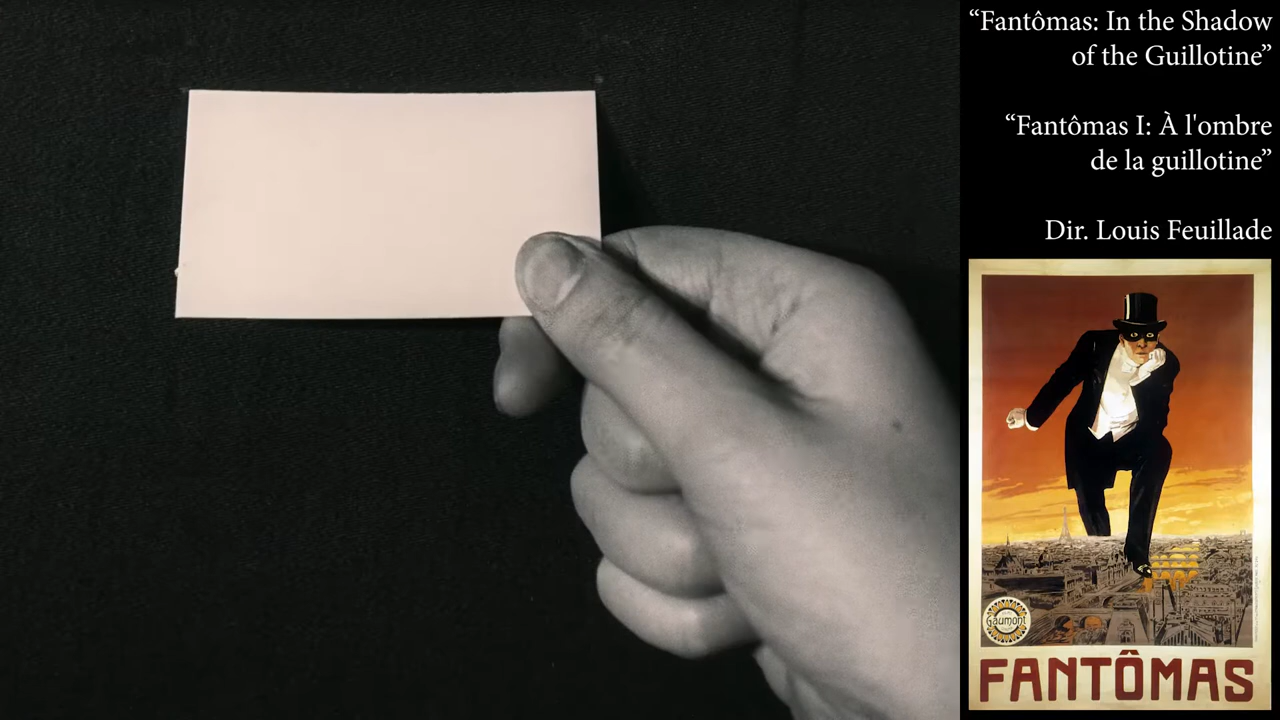 “Fantômas: In the Shadow
of the Guillotine”
“Fantômas I: À l'ombre
de la guillotine”
Dir. Louis Feuillade
Gaumont
FANTÔMAS